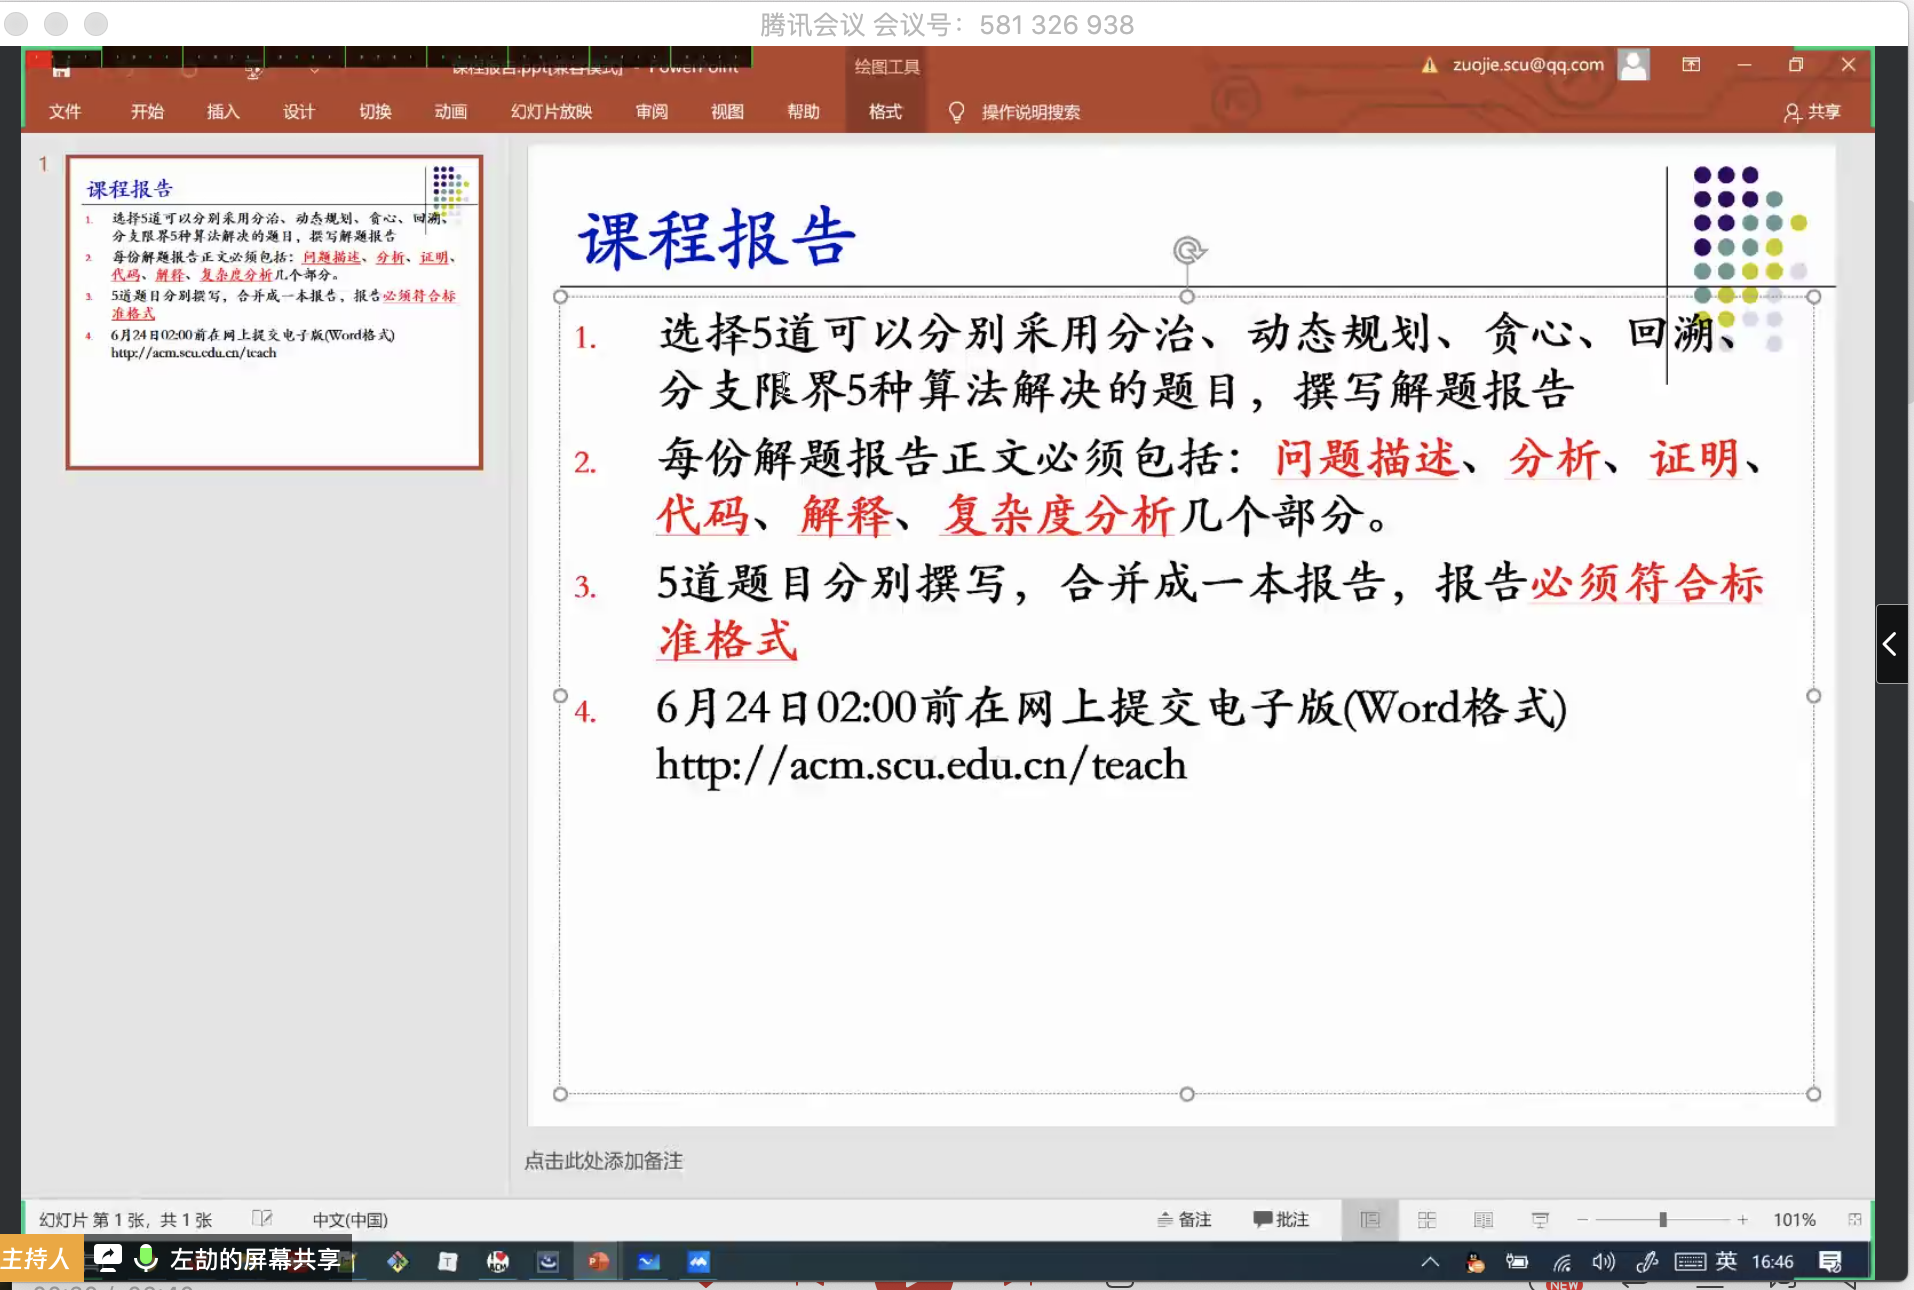 腾讯会议 会议号：581 326 938
课程报告.ppt[兼容模式] - PowerPoint
绘图工具
zuojie.scu@qq.com
文件 开始 插入 设计 切换 动画 幻灯片放映 审阅 视图 帮助 格式 操作说明搜索 共享
1
课程报告
1. 选择5道可以分别采用分治、动态规划、贪心、回溯、
分支限界5种算法解决的题目，撰写解题报告
2. 每份解题报告正文必须包括：问题描述、分析、证明、
代码、解释、复杂度分析几个部分。
3. 5道题目分别撰写，合并成一本报告，报告必须符合标
准格式
4. 6月24日02:00前在网上提交电子版(Word格式)
http://acm.scu.edu.cn/teach
课程报告
1. 选择5道可以分别采用分治、动态规划、贪心、回溯、
分支限界5种算法解决的题目，撰写解题报告
2. 每份解题报告正文必须包括：问题描述、分析、证明、
代码、解释、复杂度分析几个部分。
3. 5道题目分别撰写，合并成一本报告，报告必须符合标
准格式
4. 6月24日02:00前在网上提交电子版(Word格式)
http://acm.scu.edu.cn/teach
点击此处添加备注
幻灯片 第 1 张，共 1 张 中文(中国) 备注 批注 101%
主持人 左劼的屏幕共享 英 16:46
NEW